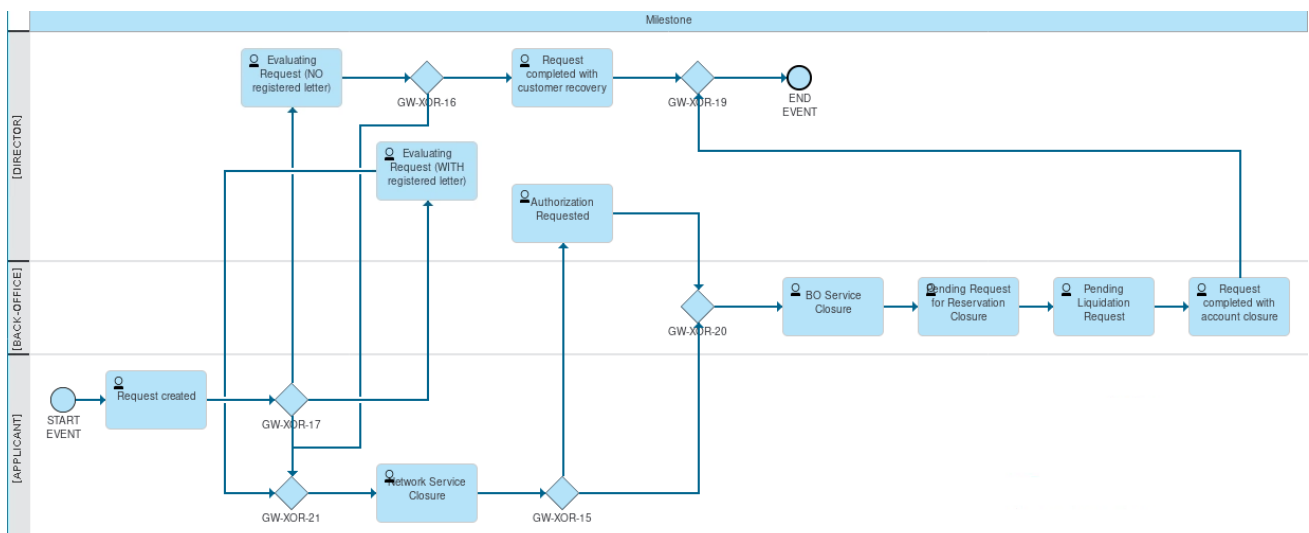 Milestone
[DIRECTOR]
Evaluating
Request (NO
registered letter)
GW-XOR-16
Request
completed with
customer recovery
GW-XOR-19
END
EVENT
Evaluating
Request (WITH
registered letter)
Authorization
Requested
[BACK-OFFICE]
GW-XOR-20
BO Service
Closure
Pending Request
for Reservation
Closure
Pending
Liquidation
Request
Request
completed with
account closure
[APPLICANT]
START
EVENT
Request created
GW-XOR-17
GW-XOR-21
Network Service
Closure
GW-XOR-15